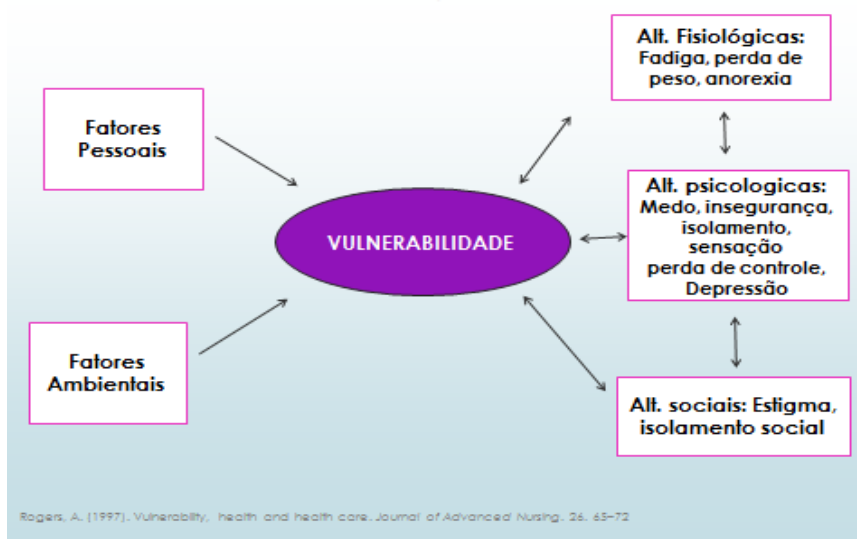 Fatores
Pessoais
Fatores
Ambientais
VULNERABILIDADE
Alt. Fisiológicas:
Fadiga, perda de
peso, anorexia
Alt. psicologicas:
Medo, insegurança,
isolamento,
sensação
perda de controle,
Depressão
Alt. sociais: Estigma,
isolamento social
Rogers, A. (1997). Vulnerability, health and health care. Journal of Advanced Nursing, 26, 65–72